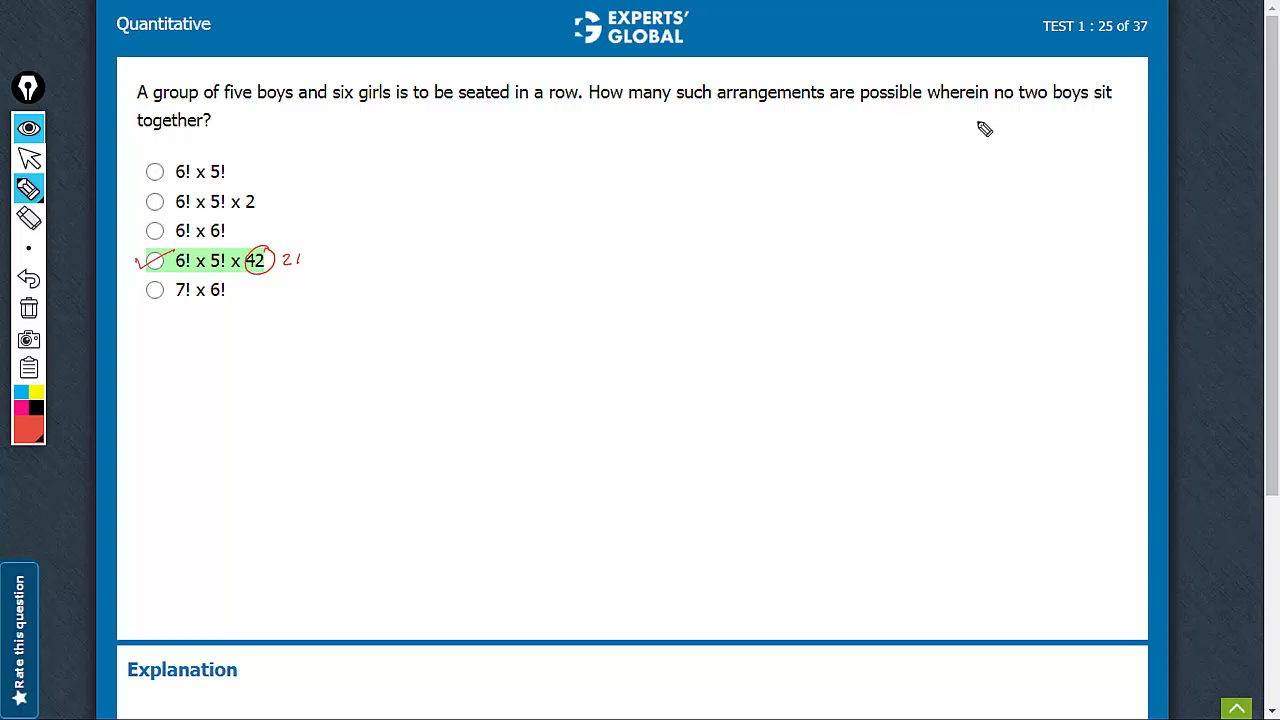 Quantitative
EXPERTS'
GLOBAL
TEST 1 : 25 of 37
A group of five boys and six girls is to be seated in a row. How many such arrangements are possible wherein no two boys sit
together?
6! x 5!
6! x 5! x 2
6! x 6!
6! x 5! x 42 21
7! x 6!
Rate this question
Explanation